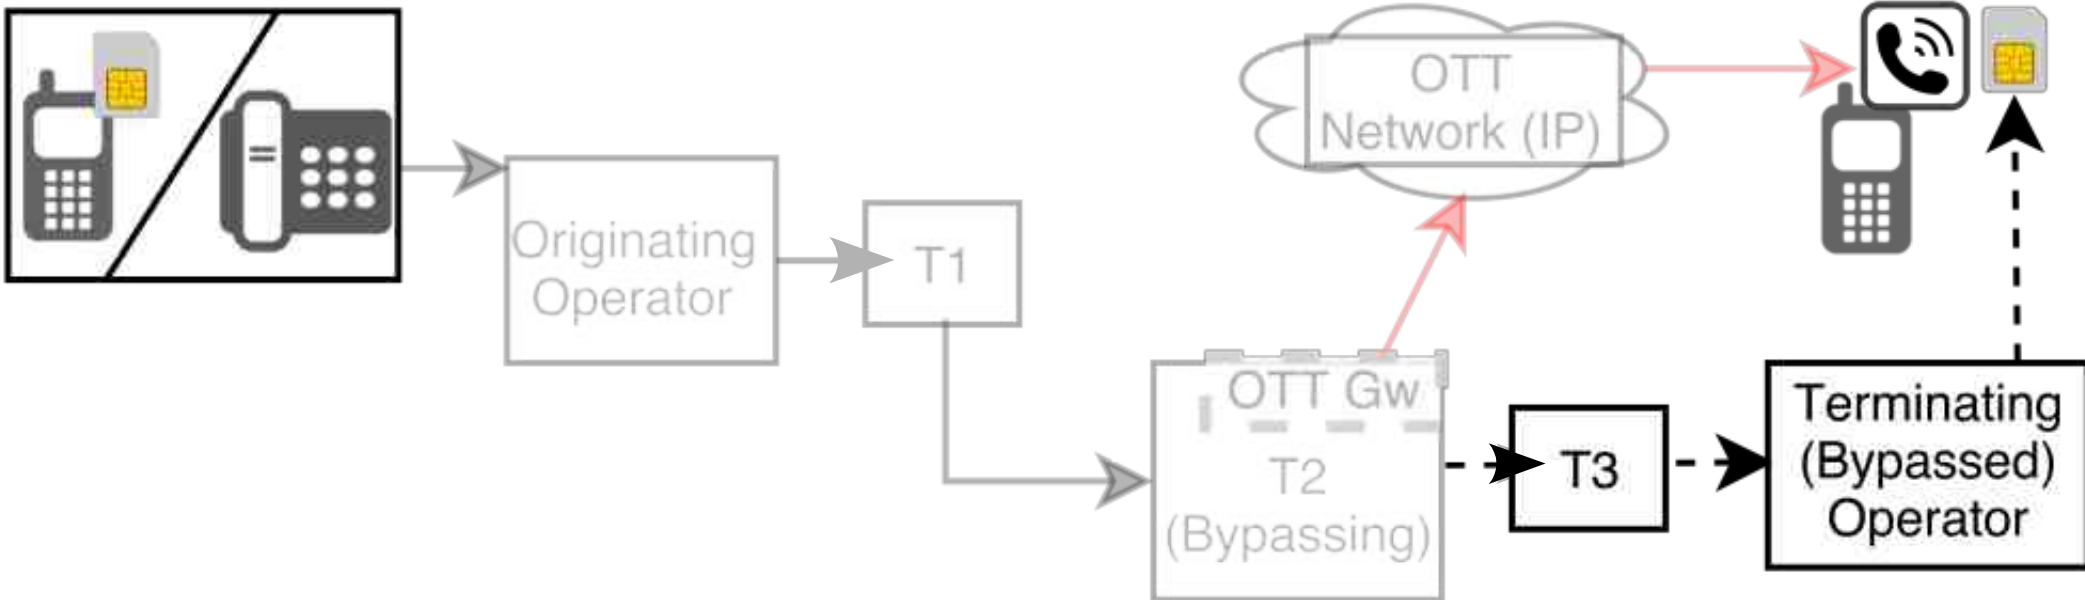 OTT
Network (IP)
Originating
Operator
T1
OTT Gw
T2
(Bypassing)
T3
Terminating
(Bypassed)
Operator